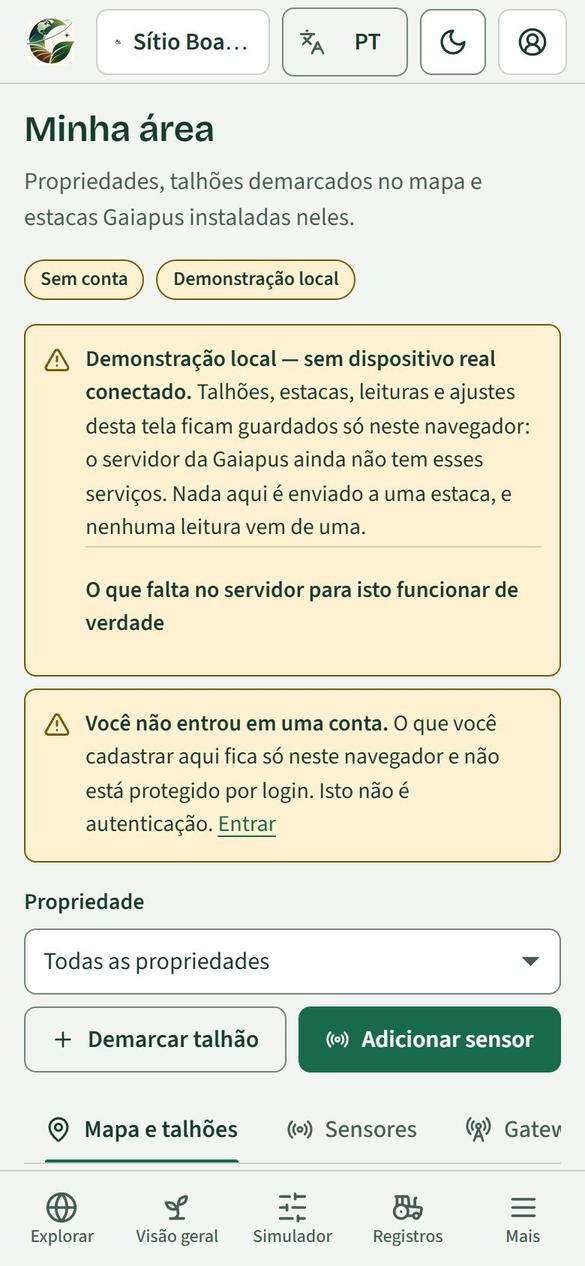 Sítio Boa...
PT
Minha área
Propriedades, talhões demarcados no mapa e
estacas Gaiapus instaladas neles.
Sem conta
Demonstração local
Demonstração local — sem dispositivo real
conectado. Talhões, estacas, leituras e ajustes
desta tela ficam guardados só neste navegador:
o servidor da Gaiapus ainda não tem esses
serviços. Nada aqui é enviado a uma estaca, e
nenhuma leitura vem de uma.
O que falta no servidor para isto funcionar de
verdade
Você não entrou em uma conta. O que você
cadastrar aqui fica só neste navegador e não
está protegido por login. Isto não é
autenticação. Entrar
Propriedade
Todas as propriedades
Demarcar talhão
Adicionar sensor
Mapa e talhões
Sensores
Gatew
Explorar
Visão geral
Simulador
Registros
Mais